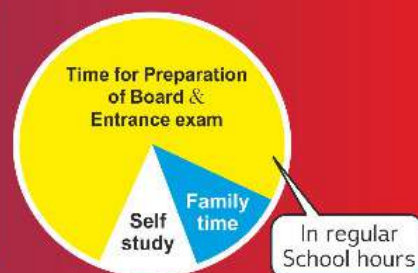 Time for Preparation
of Board &
Entrance exam
Self
study
Family
time
In regular
School hours